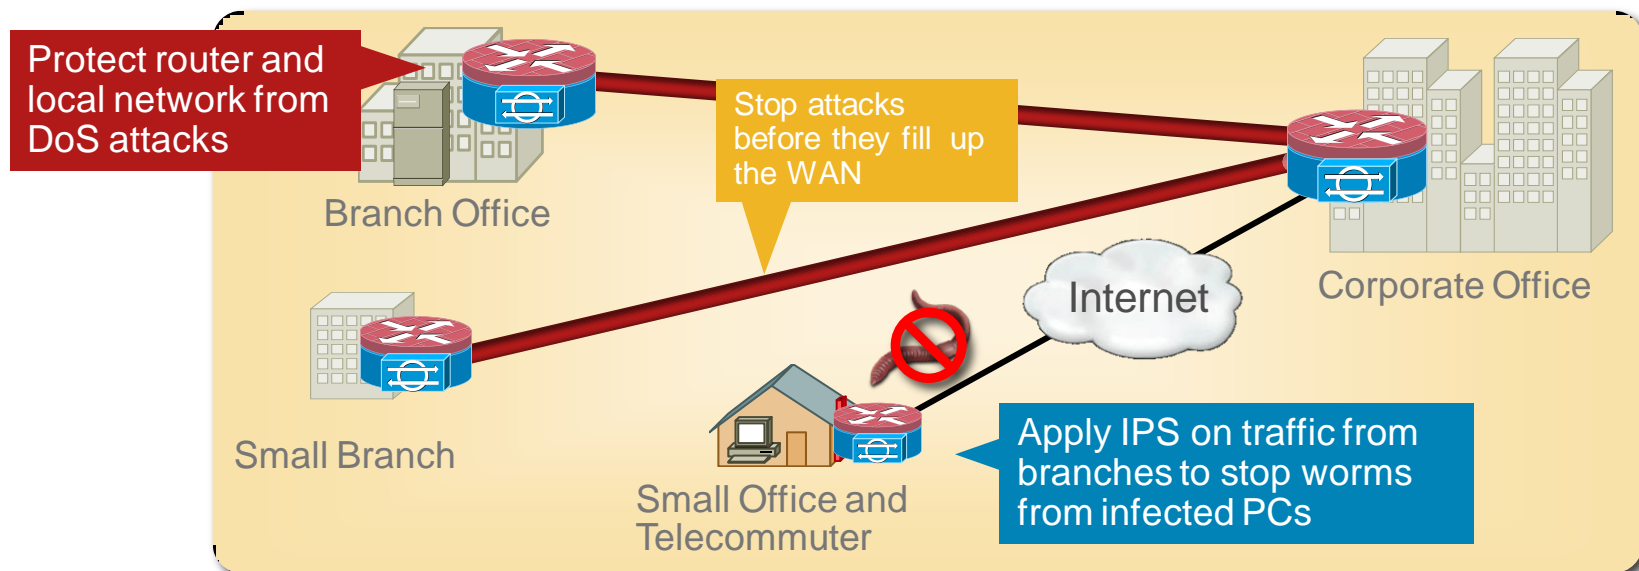 Protect router and
local network from
DoS attacks
Stop attacks
before they fill up
the WAN
Branch Office
Internet
Corporate Office
Small Branch
Small Office and
Telecommuter
Apply IPS on traffic from
branches to stop worms
from infected PCs